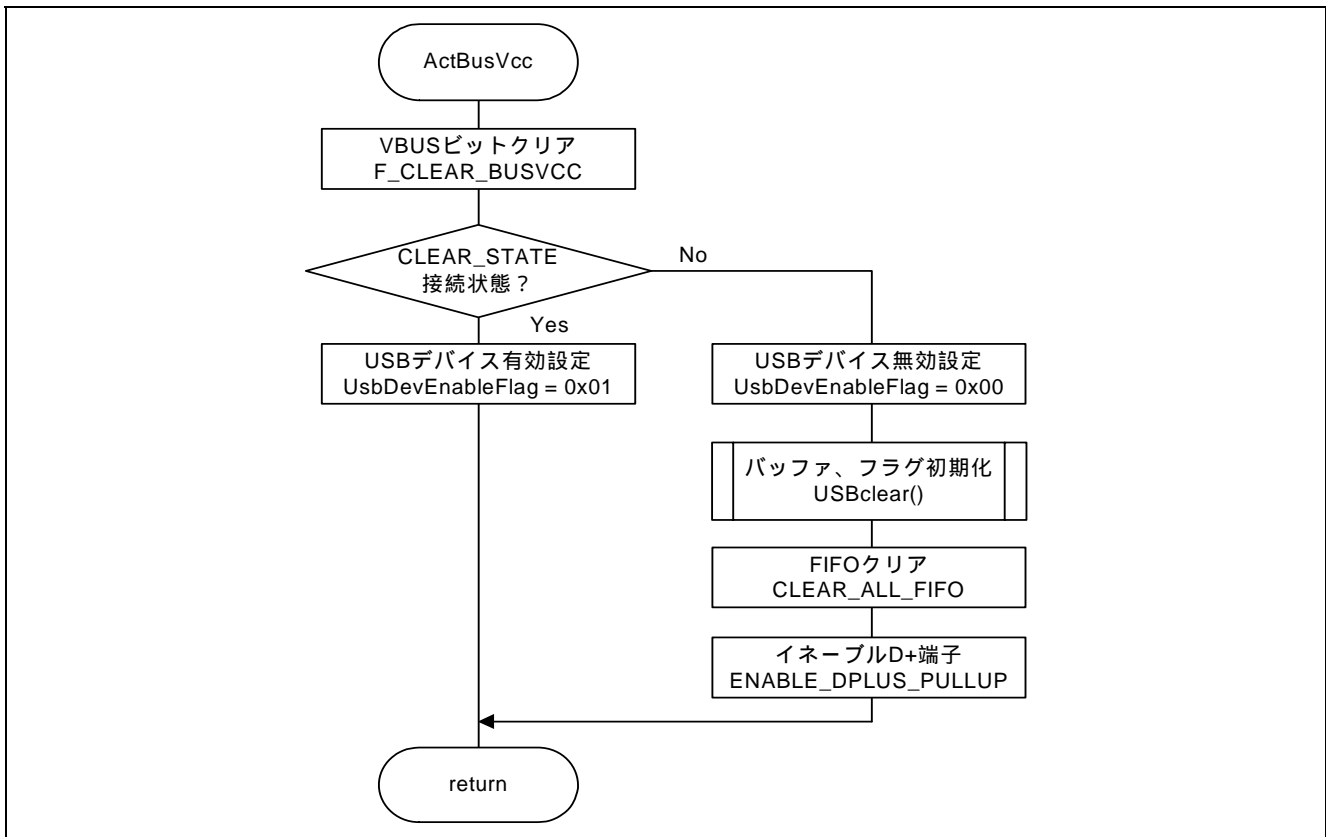 ActBusVcc
VBUSビットクリア
F_CLEAR_BUSVCC
CLEAR_STATE
接続状態？
No
Yes
USBデバイス有効設定
UsbDevEnableFlag = 0x01
USBデバイス無効設定
UsbDevEnableFlag = 0x00
バッファ、フラグ初期化
USBclear()
FIFOクリア
CLEAR_ALL_FIFO
イネーブルD+端子
ENABLE_DPLUS_PULLUP
return